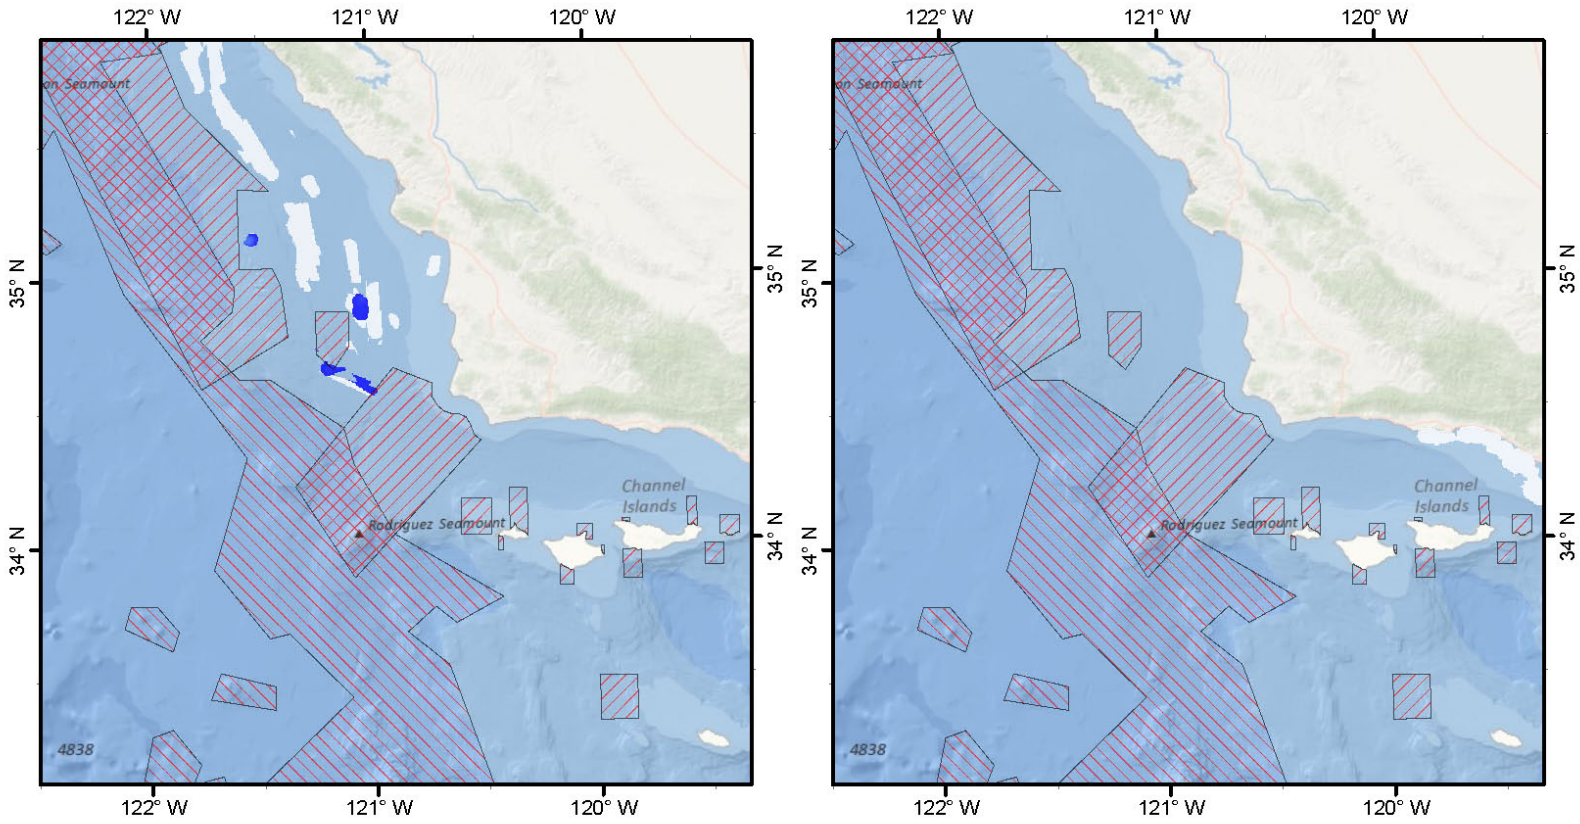 122° W 121° W 120° W 122° W 121° W 120° W
on Seamount on Seamount
35° N 35° N 35° N 35° N
Channel Channel
Islands Islands
Rodriguez Seamount Rodriguez Seamount
34° N 34° N 34° N 34° N
4838 4838
122° W 121° W 120° W 122° W 121° W 120° W